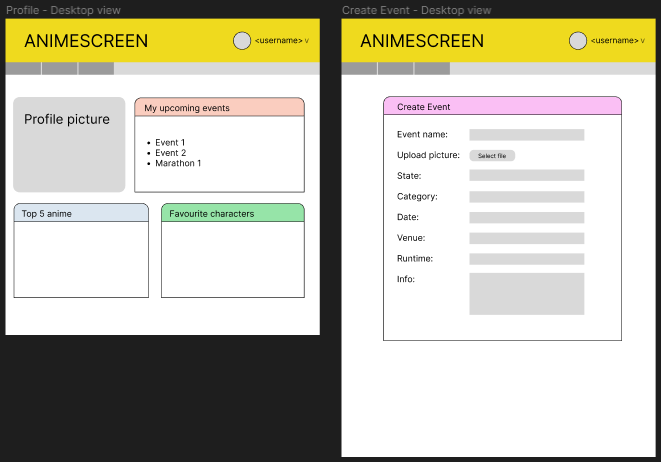 Profile - Desktop view
ANIMESCREEN
<username> v
Profile picture
My upcoming events
Event 1
Event 2
Marathon 1
Top 5 anime
Favourite characters
Create Event - Desktop view
ANIMESCREEN
<username> v
Create Event
Event name:
Upload picture:
Select file
State:
Category:
Date:
Venue:
Runtime:
Info: